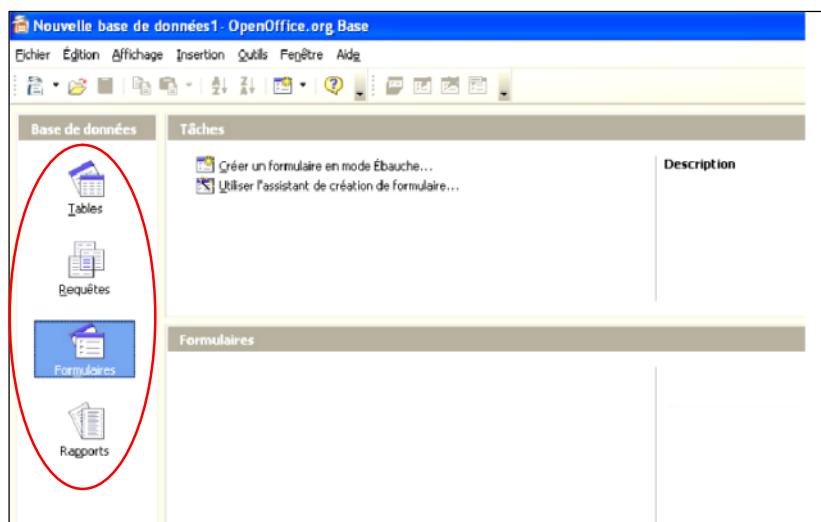 Nouvelle base de données1 - OpenOffice.org Base
Fichier Édition Affichage Insertion Outils Fenêtre Aide
Base de données
Tâches
Créer un formulaire en mode Ébauche...
Utiliser l'assistant de création de formulaire...
Description
Tables
Requêtes
Formulaires
Rapports
Formulaires